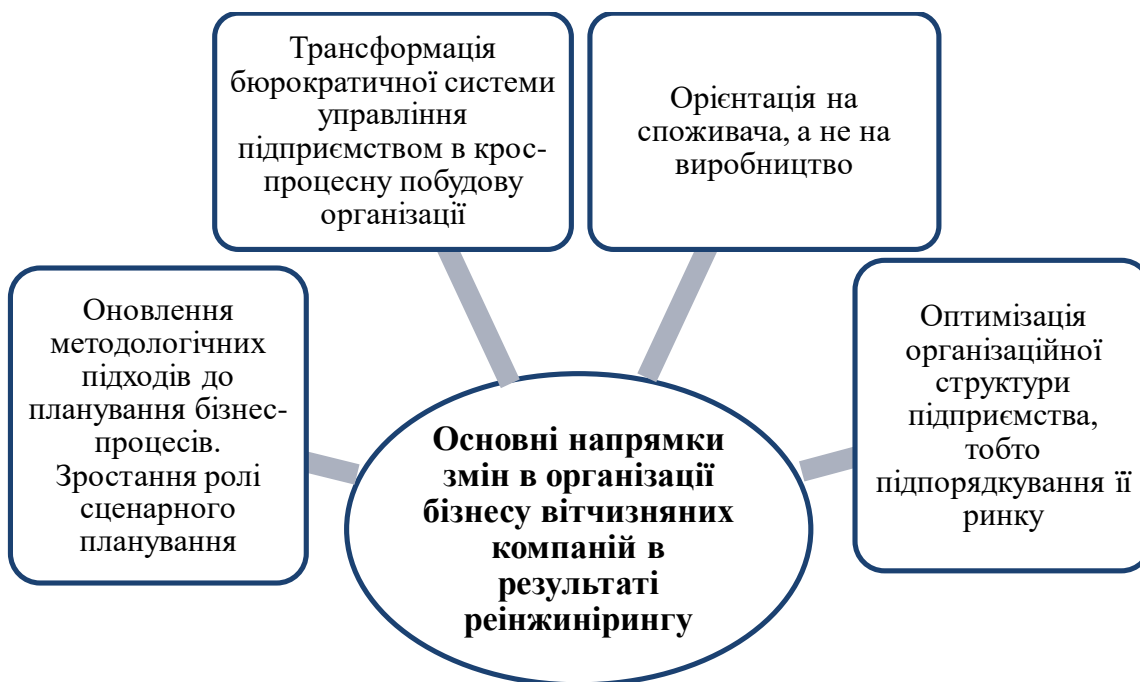 Трансформація
бюрократичної системи
управління
підприємством в крос-
процесну побудову
організації
Орієнтація на
споживача, а не на
виробництво
Оновлення
методологічних
підходів до
планування бізнес-
процесів.
Зростання ролі
сценарного
планування
Оптимізація
організаційної
структури
підприємства,
тобто
підпорядкування її
ринку
Основні напрямки
змін в організації
бізнесу вітчизняних
компаній в
результаті
реінжинірингу